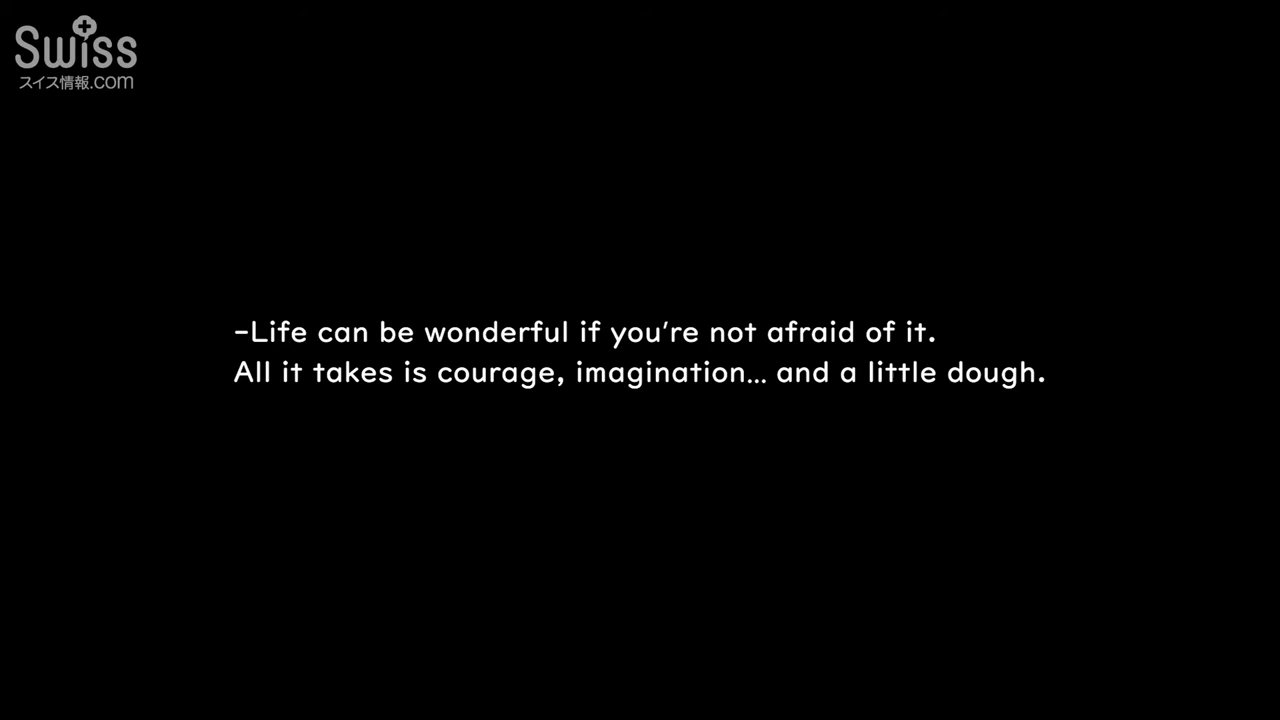 Swiss
スイス情報.com
-Life can be wonderful if you're not afraid of it.
All it takes is courage, imagination... and a little dough.